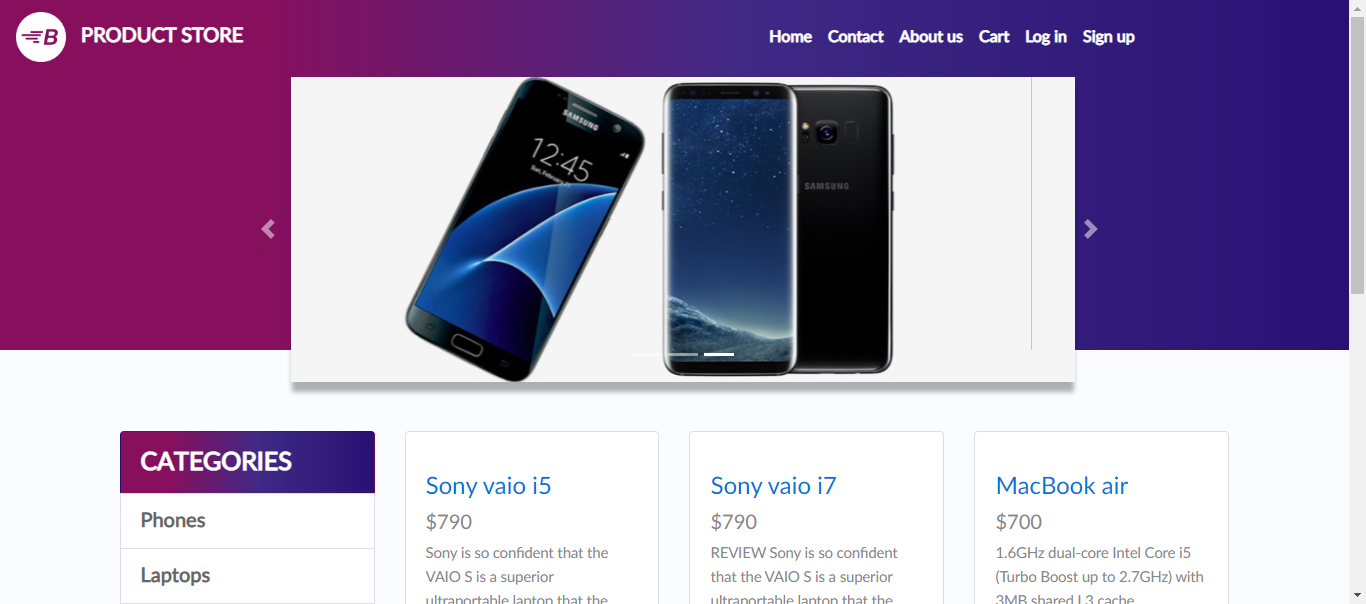 B PRODUCT STORE
Home Contact About us Cart Log in Sign up
SAMSUNG
12:45
SAMSUNG
CATEGORIES
Phones
Laptops
Sony vaio i5
$790
Sony is so confident that the
VAIO S is a superior
ultraportable laptop that the
Sony vaio i7
$790
REVIEW Sony is so confident
that the VAIO S is a superior
ultraportable laptop that the
MacBook air
$700
1.6GHz dual-core Intel Core i5
(Turbo Boost up to 2.7GHz) with
3MB shared L3 cache